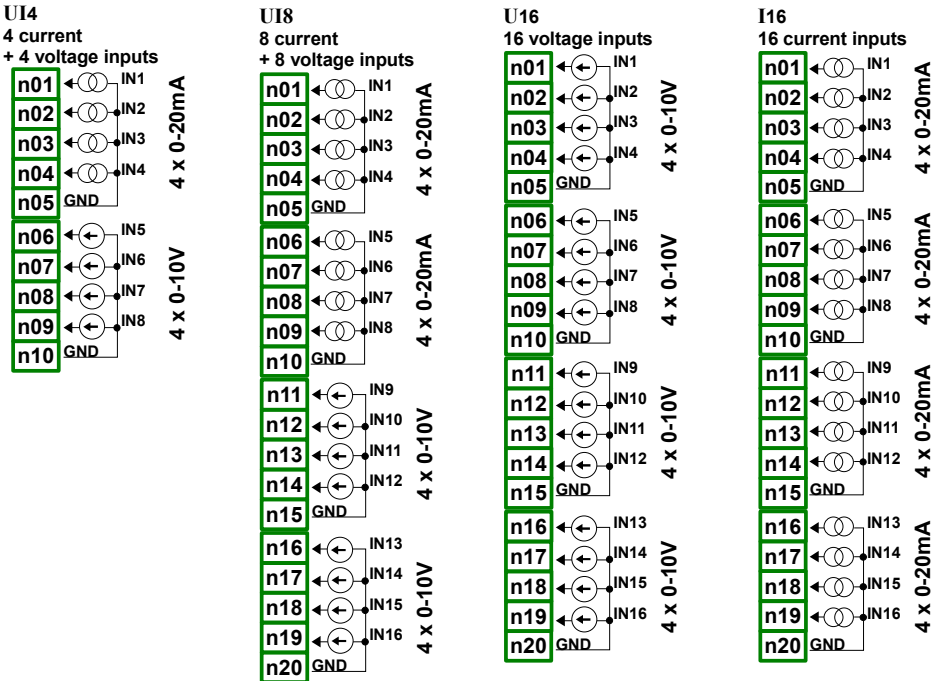 UI4
4 current
+ 4 voltage inputs
n01 IN1
n02 IN2
n03 IN3
n04 IN4
n05 GND
4 x 0-20mA
n06 IN5
n07 IN6
n08 IN7
n09 IN8
n10 GND
4 x 0-10V
UI8
8 current
+ 8 voltage inputs
n01 IN1
n02 IN2
n03 IN3
n04 IN4
n05 GND
4 x 0-20mA
n06 IN5
n07 IN6
n08 IN7
n09 IN8
n10 GND
4 x 0-20mA
n11 IN9
n12 IN10
n13 IN11
n14 IN12
n15 GND
4 x 0-10V
n16 IN13
n17 IN14
n18 IN15
n19 IN16
n20 GND
4 x 0-10V
U16
16 voltage inputs
n01 IN1
n02 IN2
n03 IN3
n04 IN4
n05 GND
4 x 0-10V
n06 IN5
n07 IN6
n08 IN7
n09 IN8
n10 GND
4 x 0-10V
n11 IN9
n12 IN10
n13 IN11
n14 IN12
n15 GND
4 x 0-10V
n16 IN13
n17 IN14
n18 IN15
n19 IN16
n20 GND
4 x 0-10V
I16
16 current inputs
n01 IN1
n02 IN2
n03 IN3
n04 IN4
n05 GND
4 x 0-20mA
n06 IN5
n07 IN6
n08 IN7
n09 IN8
n10 GND
4 x 0-20mA
n11 IN9
n12 IN10
n13 IN11
n14 IN12
n15 GND
4 x 0-20mA
n16 IN13
n17 IN14
n18 IN15
n19 IN16
n20 GND
4 x 0-20mA